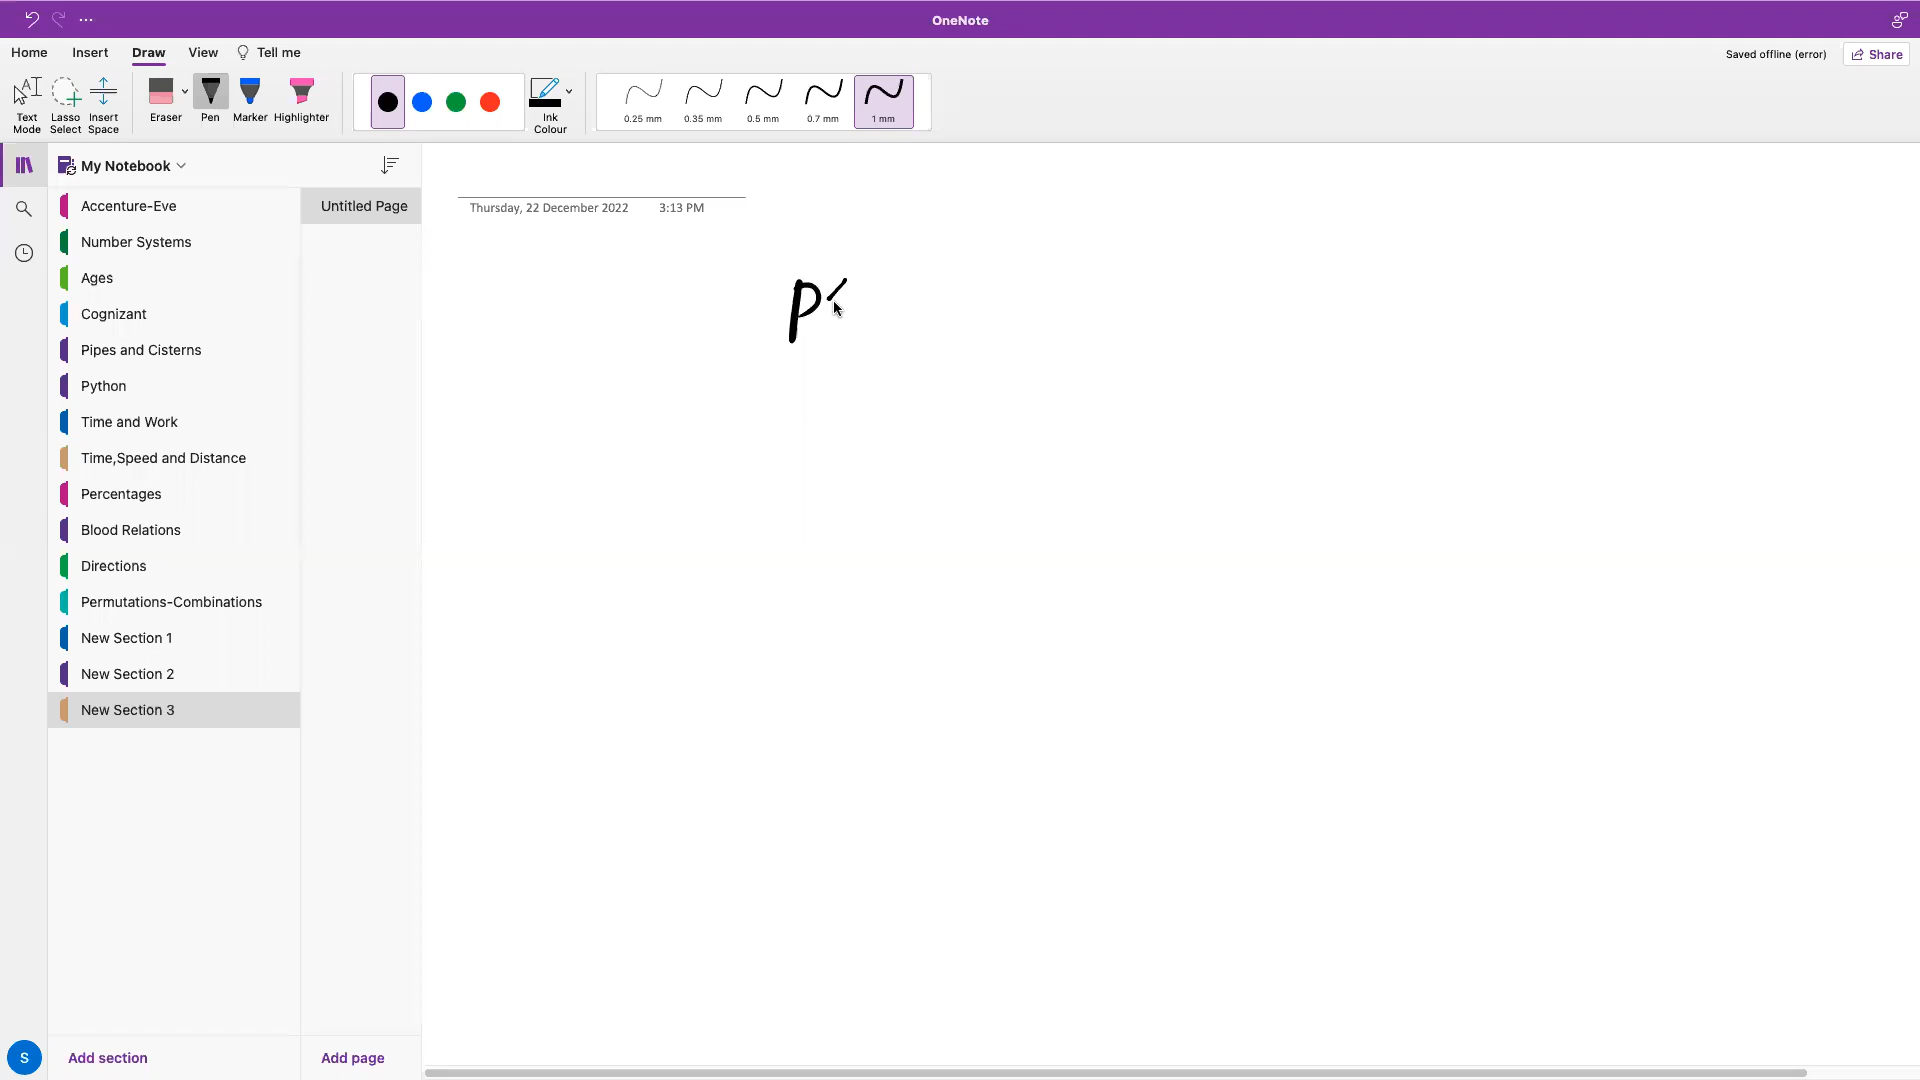 OneNote
Home Insert Draw View Tell me
Saved offline (error) Share
Text Mode
Lasso Select
Insert Space
Eraser
Pen
Marker
Highlighter
Ink Colour
0.25 mm
0.35 mm
0.5 mm
0.7 mm
1 mm
My Notebook
Accenture-Eve
Number Systems
Ages
Cognizant
Pipes and Cisterns
Python
Time and Work
Time,Speed and Distance
Percentages
Blood Relations
Directions
Permutations-Combinations
New Section 1
New Section 2
New Section 3
Untitled Page
Thursday, 22 December 2022 3:13 PM
P
S
Add section
Add page